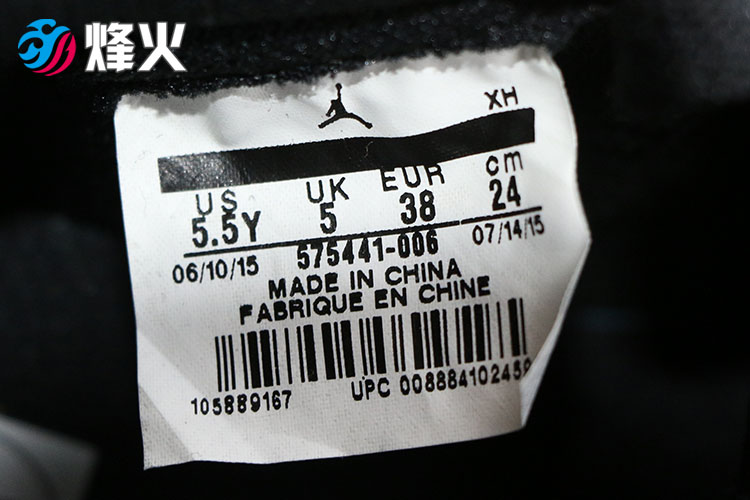 烽火
XH
US UK EUR cm
5.5Y 5 38 24
06/10/15 575441-006 07/14/15
MADE IN CHINA
FABRIQUE EN CHINE
105889167 UPC 00888410245